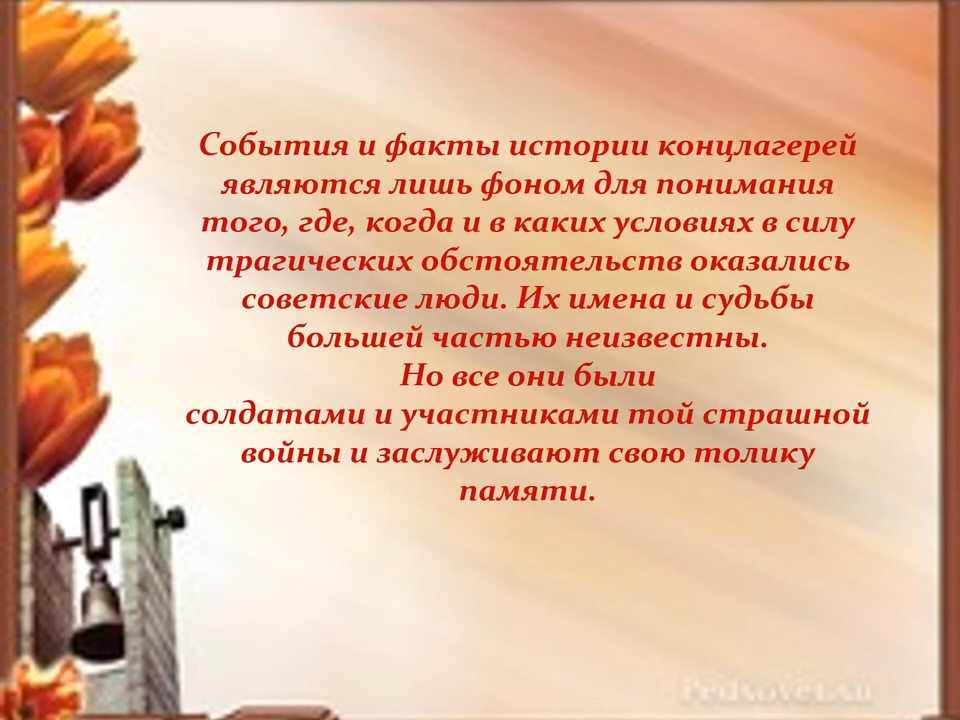 События и факты истории концлагерей
являются лишь фоном для понимания
того, где, когда и в каких условиях в силу
трагических обстоятельств оказались
советские люди. Их имена и судьбы
большей частью неизвестны.
Но все они были
солдатами и участниками той страшной
войны и заслуживают свою толику
памяти.
Pedsovet.su